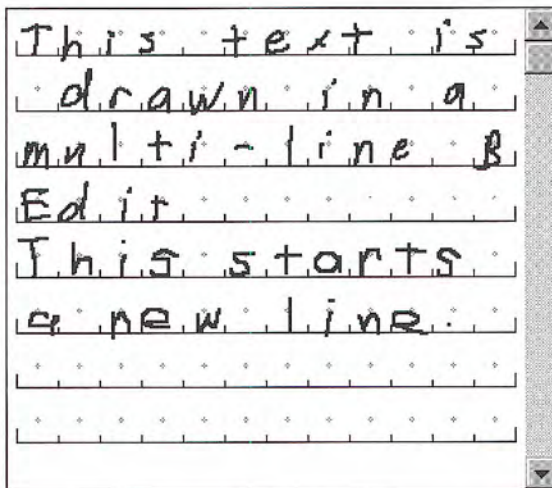 This text is
drawn in a
multi-line B
Edit
This starts
a new line.